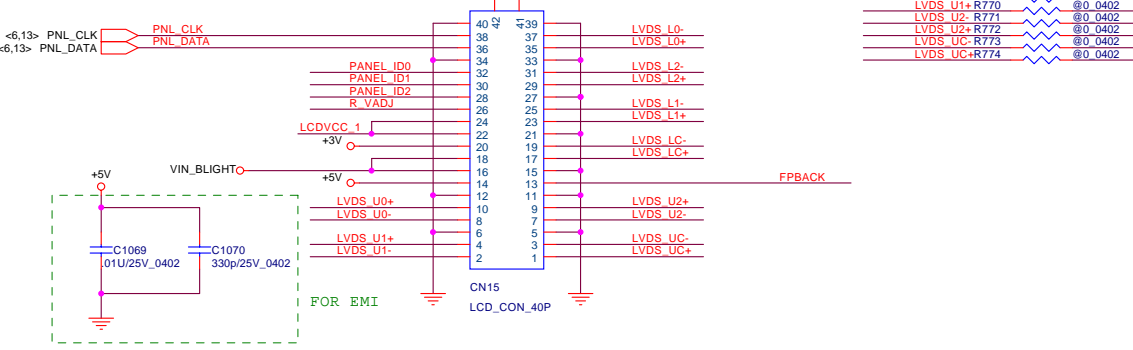 LVDS_U1+ R770 @0_0402
LVDS_U2- R771 @0_0402
LVDS_U2+ R772 @0_0402
LVDS_UC- R773 @0_0402
LVDS_UC+ R774 @0_0402
<6,13> PNL_CLK PNL_CLK
<6,13> PNL_DATA PNL_DATA
42 41
40 39
38 37 LVDS_L0-
36 35 LVDS_L0+
34 33
PANEL_ID0 32 31 LVDS_L2-
PANEL_ID1 30 29 LVDS_L2+
PANEL_ID2 28 27
R_VADJ 26 25 LVDS_L1-
24 23 LVDS_L1+
LCDVCC_1 22 21
+3V 20 19 LVDS_LC-
18 17 LVDS_LC+
VIN_BLIGHT 16 15
+5V 14 13 FPBACK
12 11
LVDS_U0+ 10 9 LVDS_U2+
LVDS_U0- 8 7 LVDS_U2-
6 5
LVDS_U1+ 4 3 LVDS_UC-
LVDS_U1- 2 1 LVDS_UC+
CN15
LCD_CON_40P
+5V
C1069
.01U/25V_0402
C1070
330p/25V_0402
FOR EMI